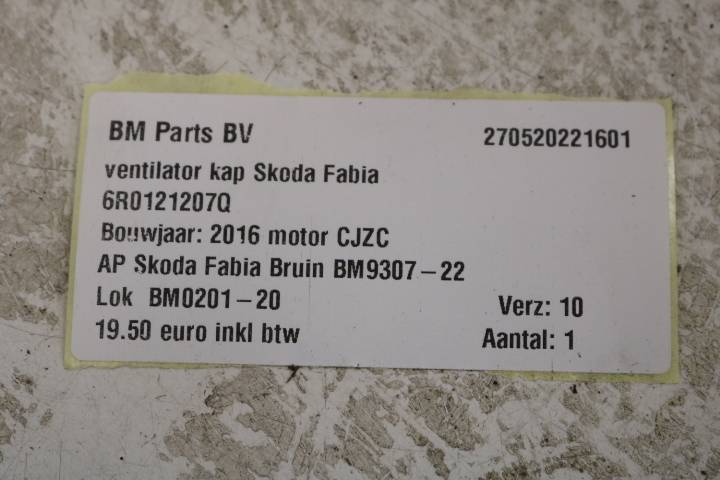 BM Parts BV 270520221601
ventilator kap Skoda Fabia
6R0121207Q
Bouwjaar: 2016 motor CJZC
AP Skoda Fabia Bruin BM9307-22
Lok BM0201-20 Verz: 10
19.50 euro inkl btw Aantal: 1